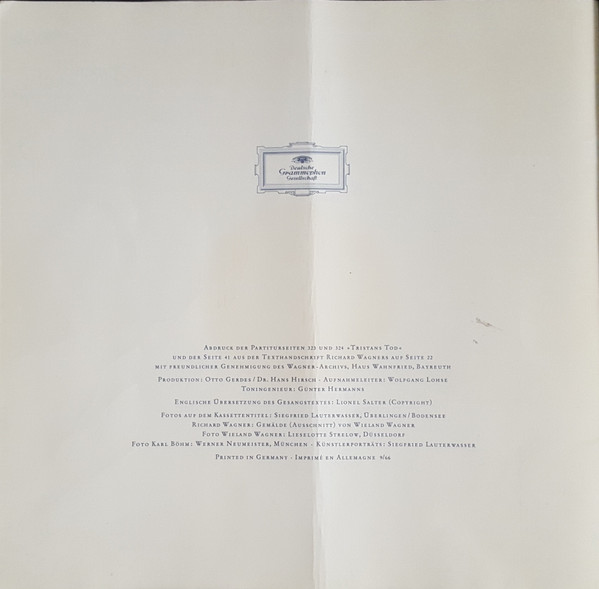 Deutsche
Grammophon
Gesellschaft
Abdruck der Partiturseiten 323 und 324 »Tristans Tod«
und der Seite 41 aus der Texthandschrift Richard Wagners auf Seite 22
mit freundlicher Genehmigung des Wagner-Archivs, Haus Wahnfried, Bayreuth
Produktion: Otto Gerdes / Dr. Hans Hirsch · Aufnahmeleiter: Wolfgang Lohse
Toningenieur: Günter Hermanns
Englische Übersetzung des Gesangstextes: Lionel Salter (Copyright)
Fotos auf dem Kassettentitel: Siegfried Lauterwasser, Überlingen/Bodensee
Richard Wagner: Gemälde (Ausschnitt) von Wieland Wagner
Foto Wieland Wagner: Lieselotte Strelow, Düsseldorf
Foto Karl Böhm: Werner Neumeister, München · Künstlerporträts: Siegfried Lauterwasser
Printed in Germany · Imprimé en Allemagne 9/66